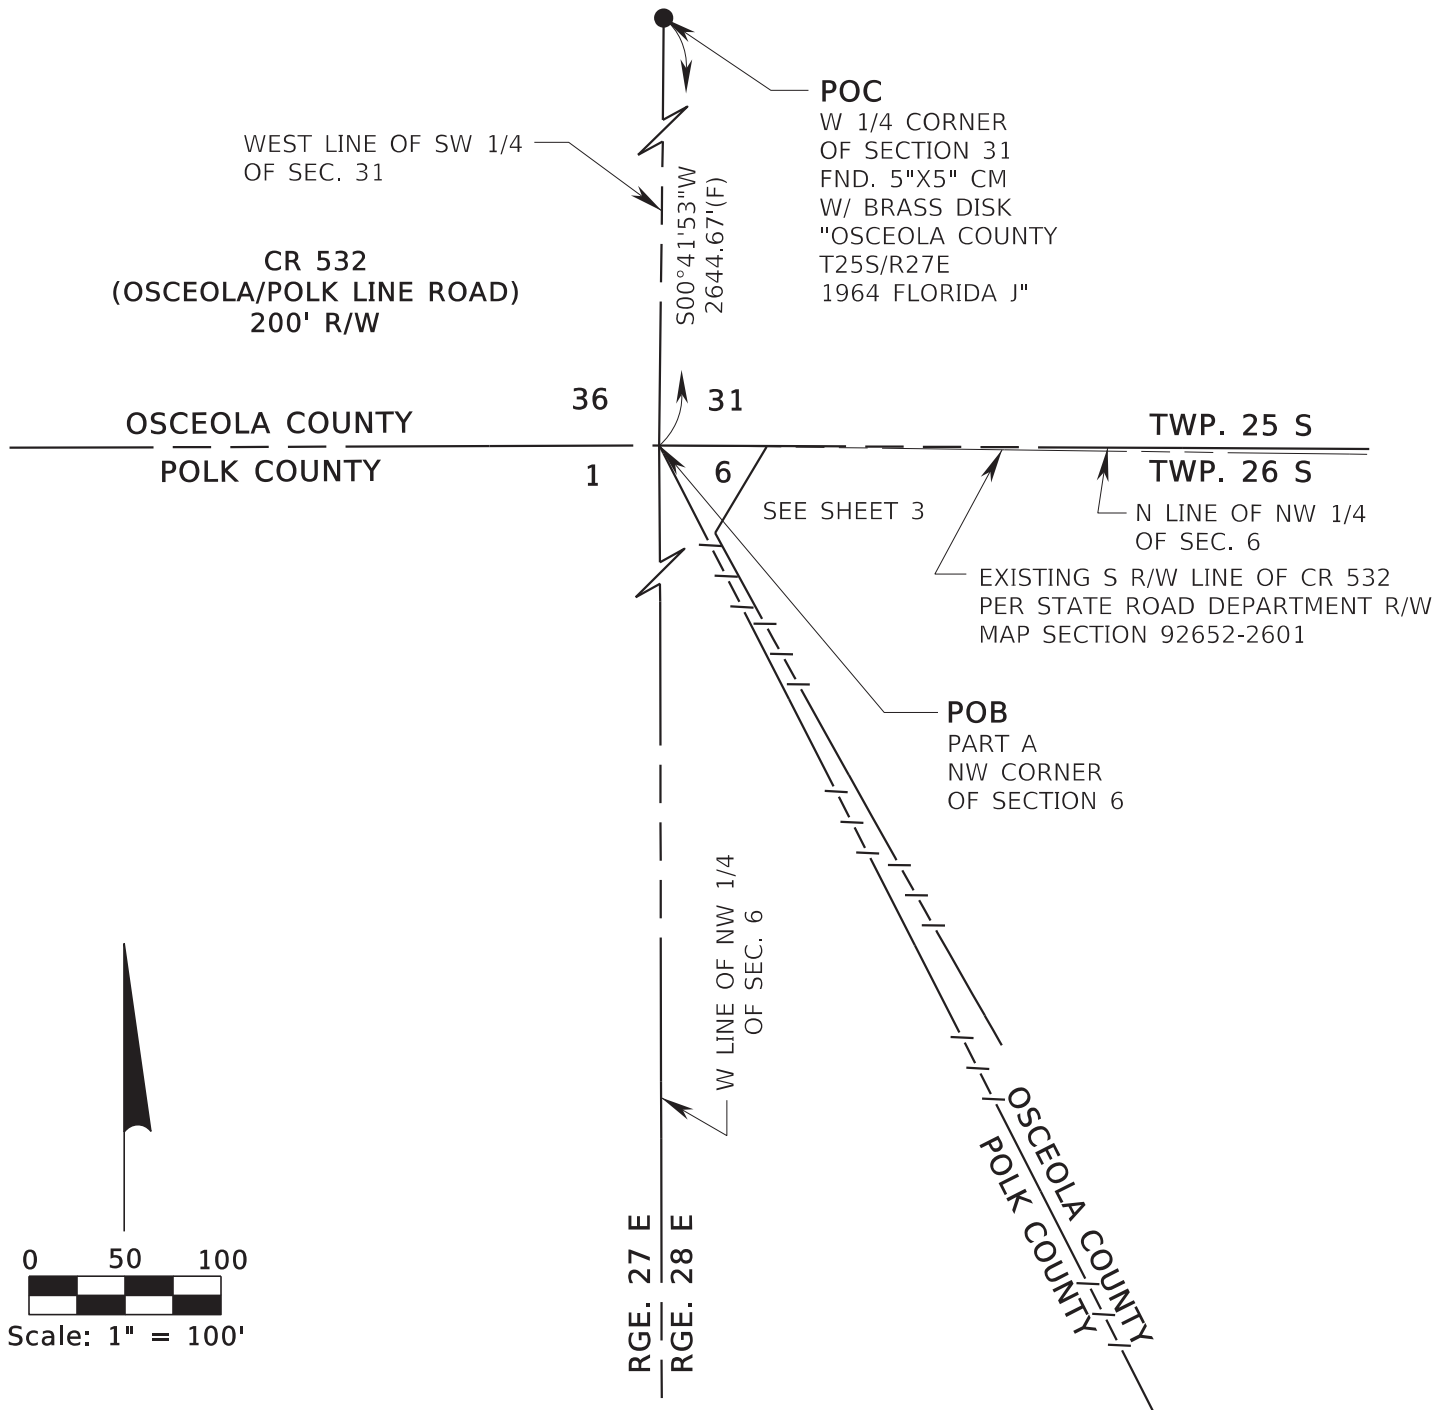 POC
W 1/4 CORNER
OF SECTION 31
FND. 5"X5" CM
W/ BRASS DISK
"OSCEOLA COUNTY
T25S/R27E
1964 FLORIDA J"
WEST LINE OF SW 1/4
OF SEC. 31
S00°41'53"W
2644.67'(F)
CR 532
(OSCEOLA/POLK LINE ROAD)
200' R/W
36
31
OSCEOLA COUNTY
TWP. 25 S
POLK COUNTY
1
6
TWP. 26 S
SEE SHEET 3
N LINE OF NW 1/4
OF SEC. 6
EXISTING S R/W LINE OF CR 532
PER STATE ROAD DEPARTMENT R/W
MAP SECTION 92652-2601
POB
PART A
NW CORNER
OF SECTION 6
W LINE OF NW 1/4
OF SEC. 6
OSCEOLA COUNTY
POLK COUNTY
RGE. 27 E
RGE. 28 E
0 50 100
Scale: 1" = 100'